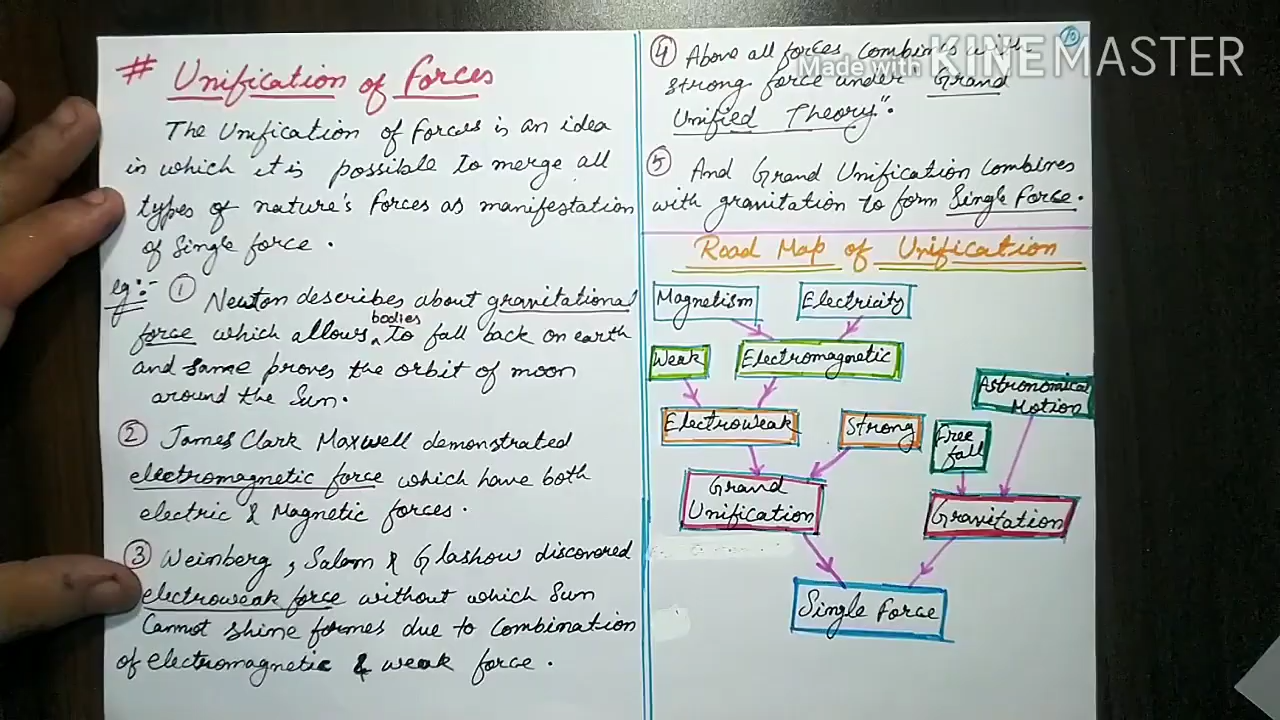 # Unification of Forces
The Unification of Forces is an idea
in which it is possible to merge all
types of nature's forces as manifestation
of Single force.
eg:- ① Newton describes about gravitational
force which allows bodies to fall back on earth
and same proves the orbit of moon
around the Sun.
② James Clark Maxwell demonstrated
electromagnetic force which have both
electric & Magnetic forces.
③ Weinberg, Salam & Glashow discovered
electroweak force without which Sun
Cannot shine formes due to Combination
of electromagnetic & weak force.
10
④ Above all forces Combines with
strong force under Grand
Unified Theory".
⑤ And Grand Unification Combines
with gravitation to form Single Force.
Road Map of Unification
Magnetism Electricity
Weak Electromagnetic
Astronomical
Motion
Electroweak Strong Free
fall
Grand
Unification
Gravitation
Single Force
Made with KINEMASTER